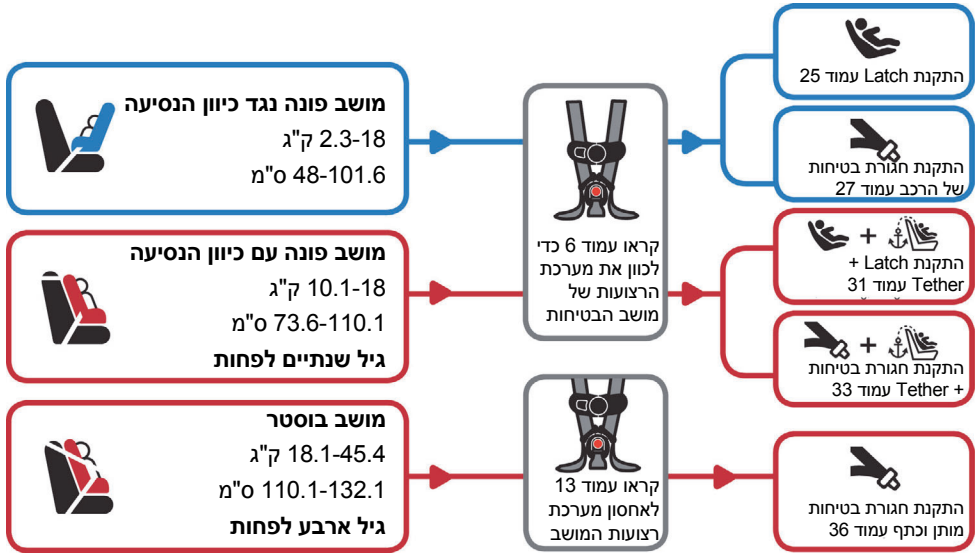 מושב פונה נגד כיוון הנסיעה
2.3-18 ק"ג
48-101.6 ס"מ
קראו עמוד 6 כדי
לכוון את מערכת
הרצועות של
מושב הבטיחות
התקנת Latch עמוד 25
התקנת חגורת בטיחות
של הרכב עמוד 27
מושב פונה עם כיוון הנסיעה
10.1-18 ק"ג
73.6-110.1 ס"מ
גיל שנתיים לפחות
+
התקנת Latch +
Tether עמוד 31
+
התקנת חגורת בטיחות
+ Tether עמוד 33
מושב בוסטר
18.1-45.4 ק"ג
110.1-132.1 ס"מ
גיל ארבע לפחות
קראו עמוד 13
לאחסון מערכת
רצועות המושב
התקנת חגורת בטיחות
מותן וכתף עמוד 36